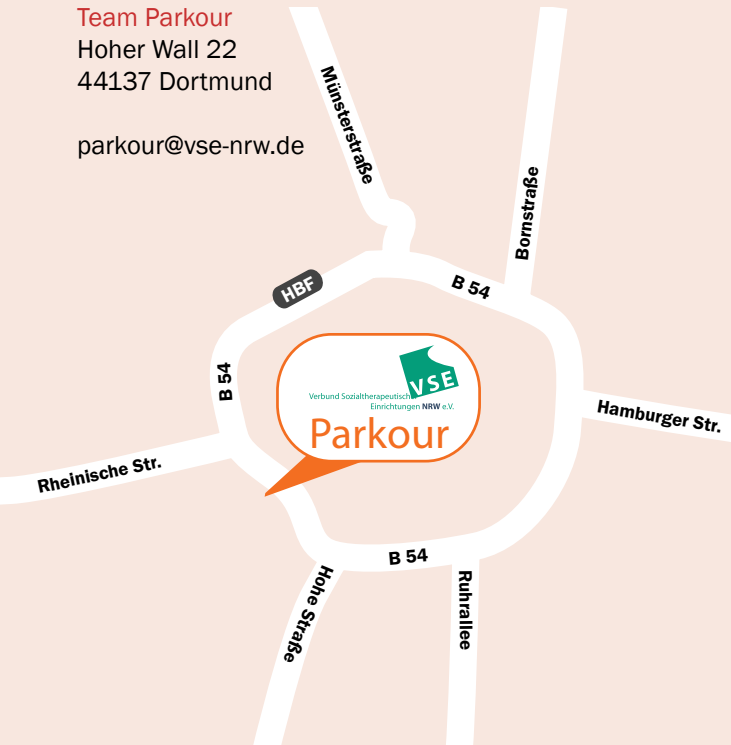 Team Parkour
Hoher Wall 22
44137 Dortmund
parkour@vse-nrw.de
Münsterstraße
Bornstraße
HBF
B 54
B 54
VSE
Verbund Sozialtherapeutischer
Einrichtungen NRW e.V.
Parkour
Hamburger Str.
Rheinische Str.
B 54
Hohe Straße
Ruhrallee